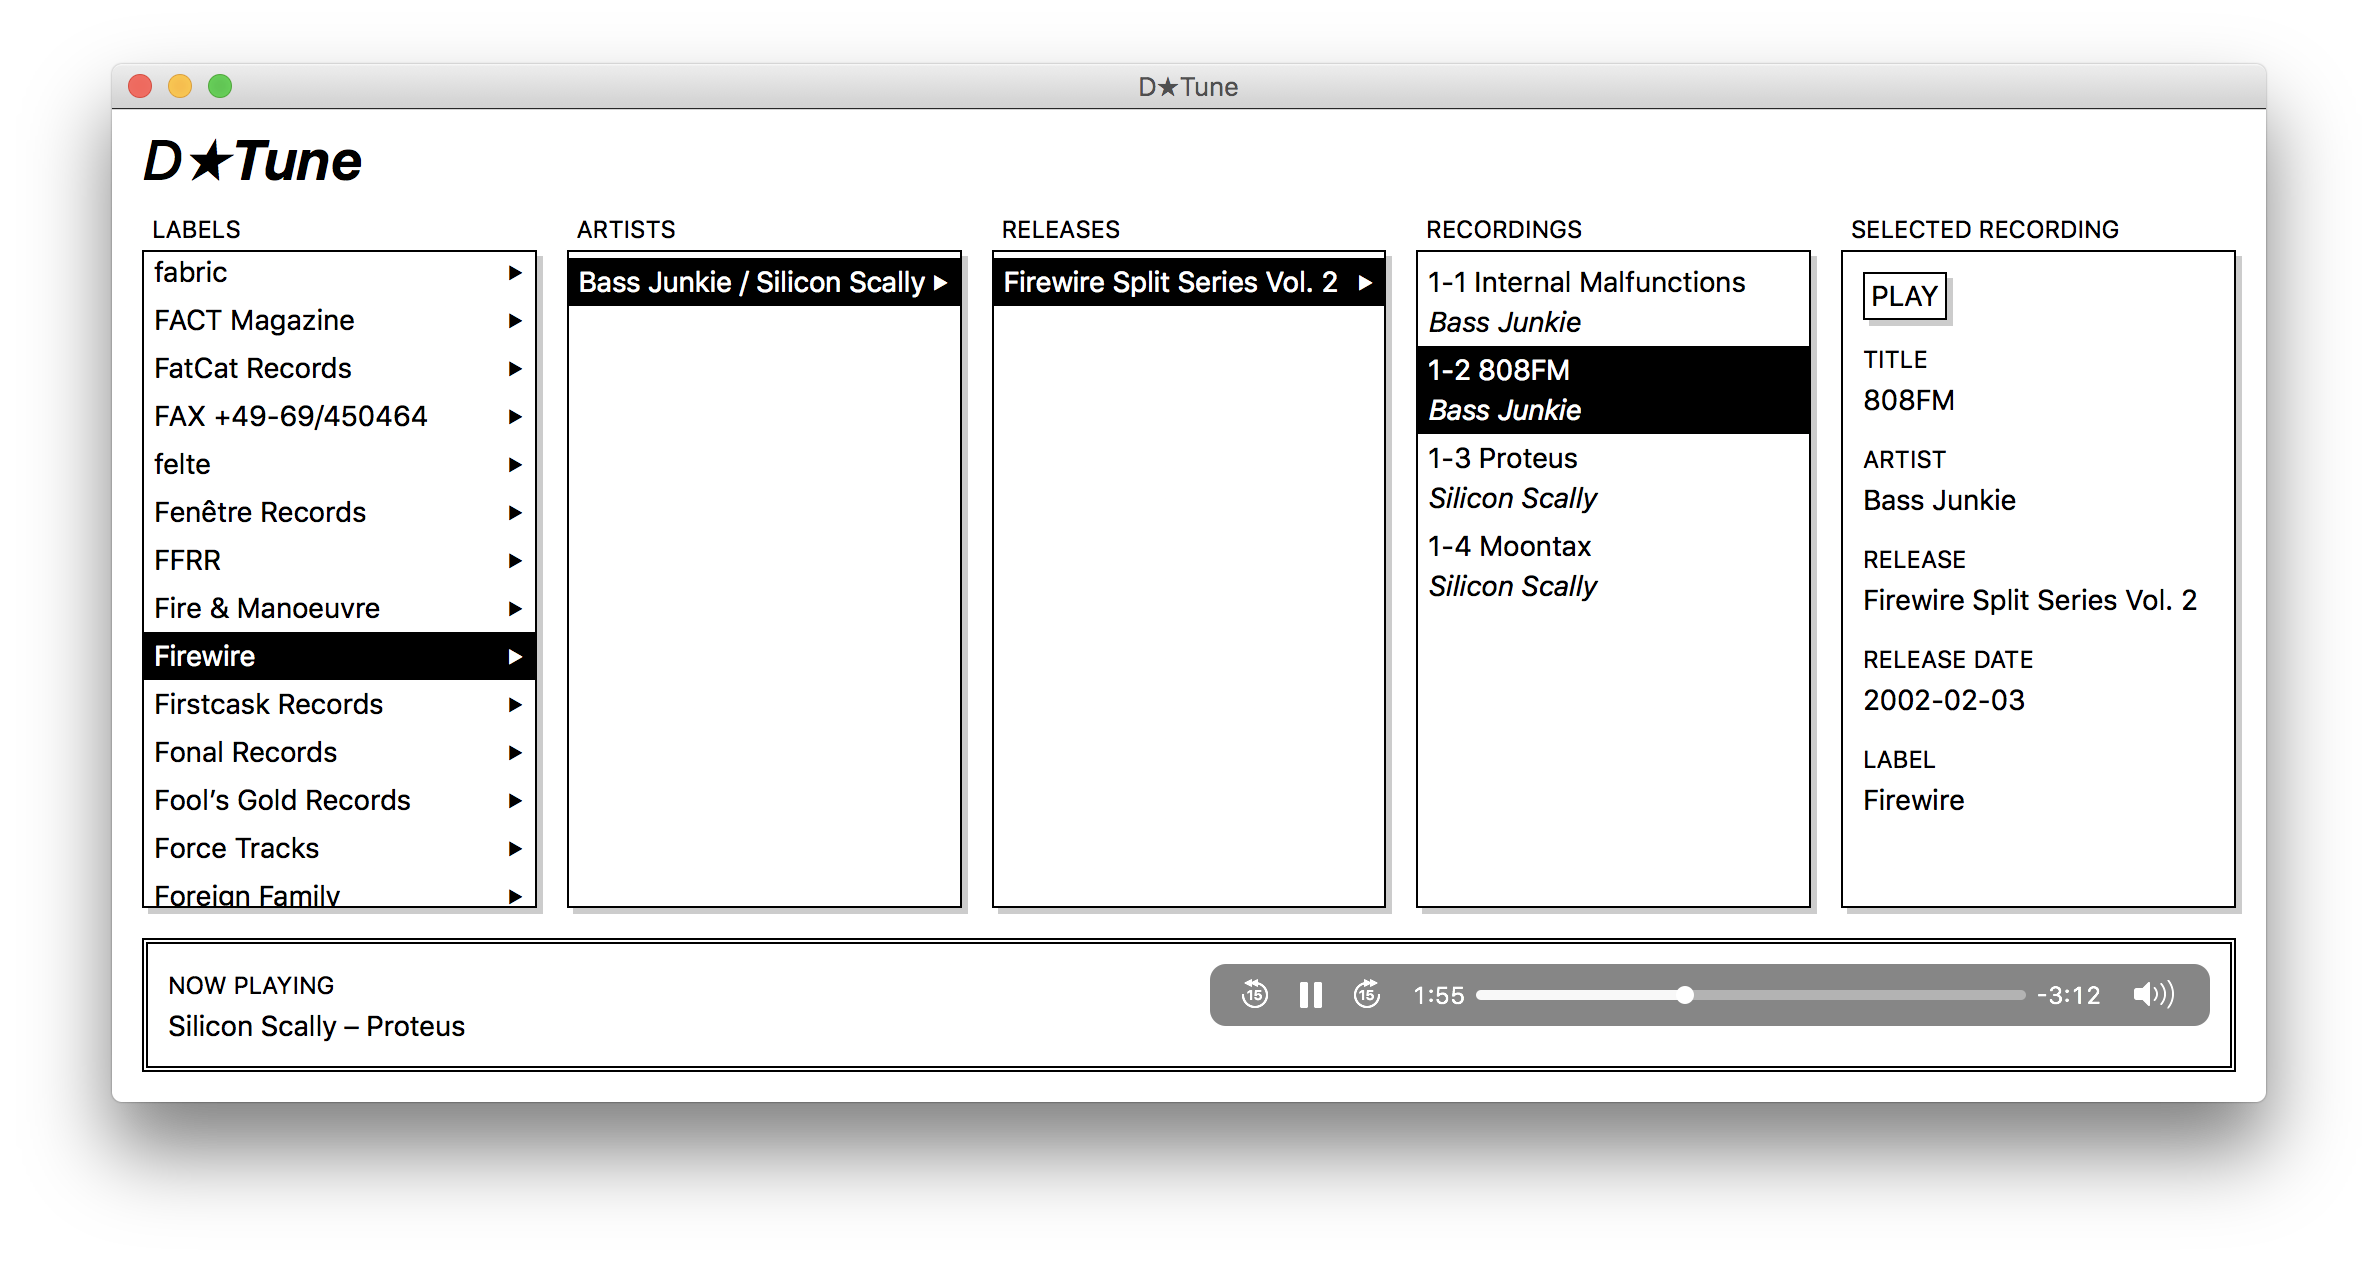 D★Tune
D★Tune
LABELS
fabric
FACT Magazine
FatCat Records
FAX +49-69/450464
felte
Fenêtre Records
FFRR
Fire & Manoeuvre
Firewire
Firstcask Records
Fonal Records
Fool’s Gold Records
Force Tracks
Foreign Family
ARTISTS
Bass Junkie / Silicon Scally
RELEASES
Firewire Split Series Vol. 2
RECORDINGS
1-1 Internal Malfunctions
Bass Junkie
1-2 808FM
Bass Junkie
1-3 Proteus
Silicon Scally
1-4 Moontax
Silicon Scally
SELECTED RECORDING
PLAY
TITLE
808FM
ARTIST
Bass Junkie
RELEASE
Firewire Split Series Vol. 2
RELEASE DATE
2002-02-03
LABEL
Firewire
NOW PLAYING
Silicon Scally – Proteus
15 15 1:55 -3:12